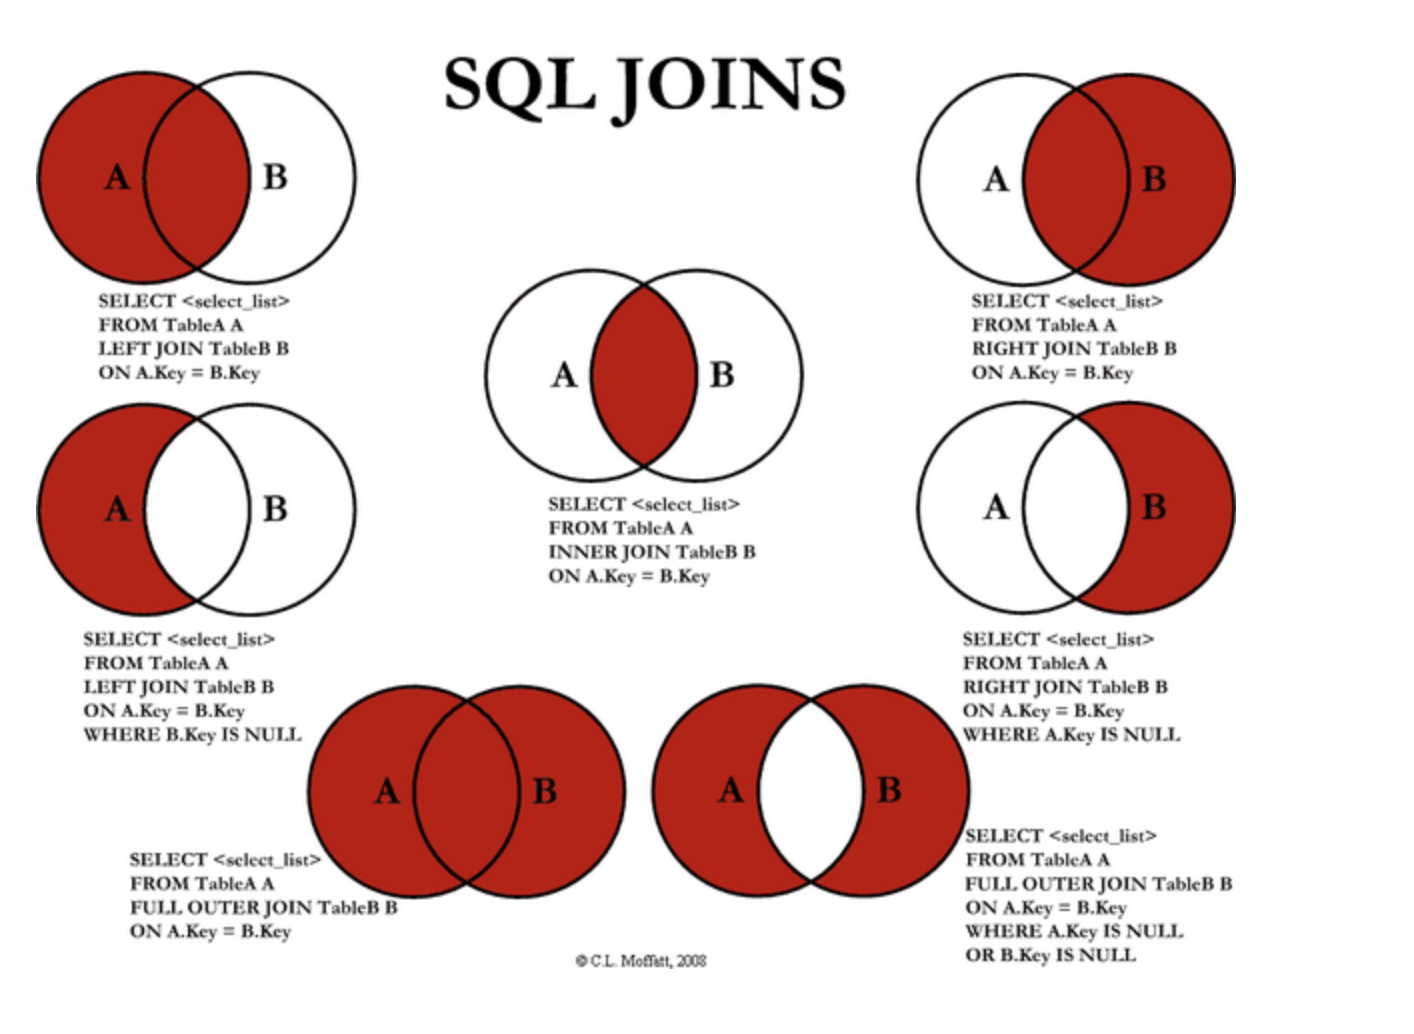 SQL JOINS
A B
SELECT <select_list>
FROM TableA A
LEFT JOIN TableB B
ON A.Key = B.Key
A B
SELECT <select_list>
FROM TableA A
RIGHT JOIN TableB B
ON A.Key = B.Key
A B
SELECT <select_list>
FROM TableA A
INNER JOIN TableB B
ON A.Key = B.Key
A B
SELECT <select_list>
FROM TableA A
LEFT JOIN TableB B
ON A.Key = B.Key
WHERE B.Key IS NULL
A B
SELECT <select_list>
FROM TableA A
RIGHT JOIN TableB B
ON A.Key = B.Key
WHERE A.Key IS NULL
A B
SELECT <select_list>
FROM TableA A
FULL OUTER JOIN TableB B
ON A.Key = B.Key
A B
SELECT <select_list>
FROM TableA A
FULL OUTER JOIN TableB B
ON A.Key = B.Key
WHERE A.Key IS NULL
OR B.Key IS NULL
© C.L. Moffatt, 2008